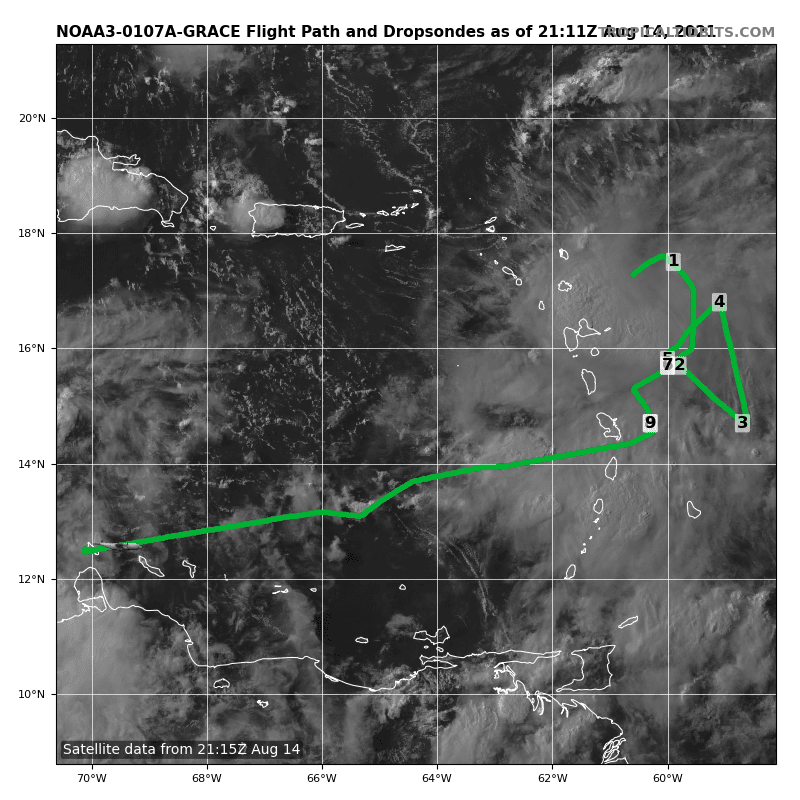 NOAA3-0107A-GRACE Flight Path and Dropsondes as of 21:11Z Aug 14, 2021
TROPICALTIDBITS.COM
20°N
18°N
16°N
14°N
12°N
10°N
1
4
5
7
2
3
9
Satellite data from 21:15Z Aug 14
70°W
68°W
66°W
64°W
62°W
60°W